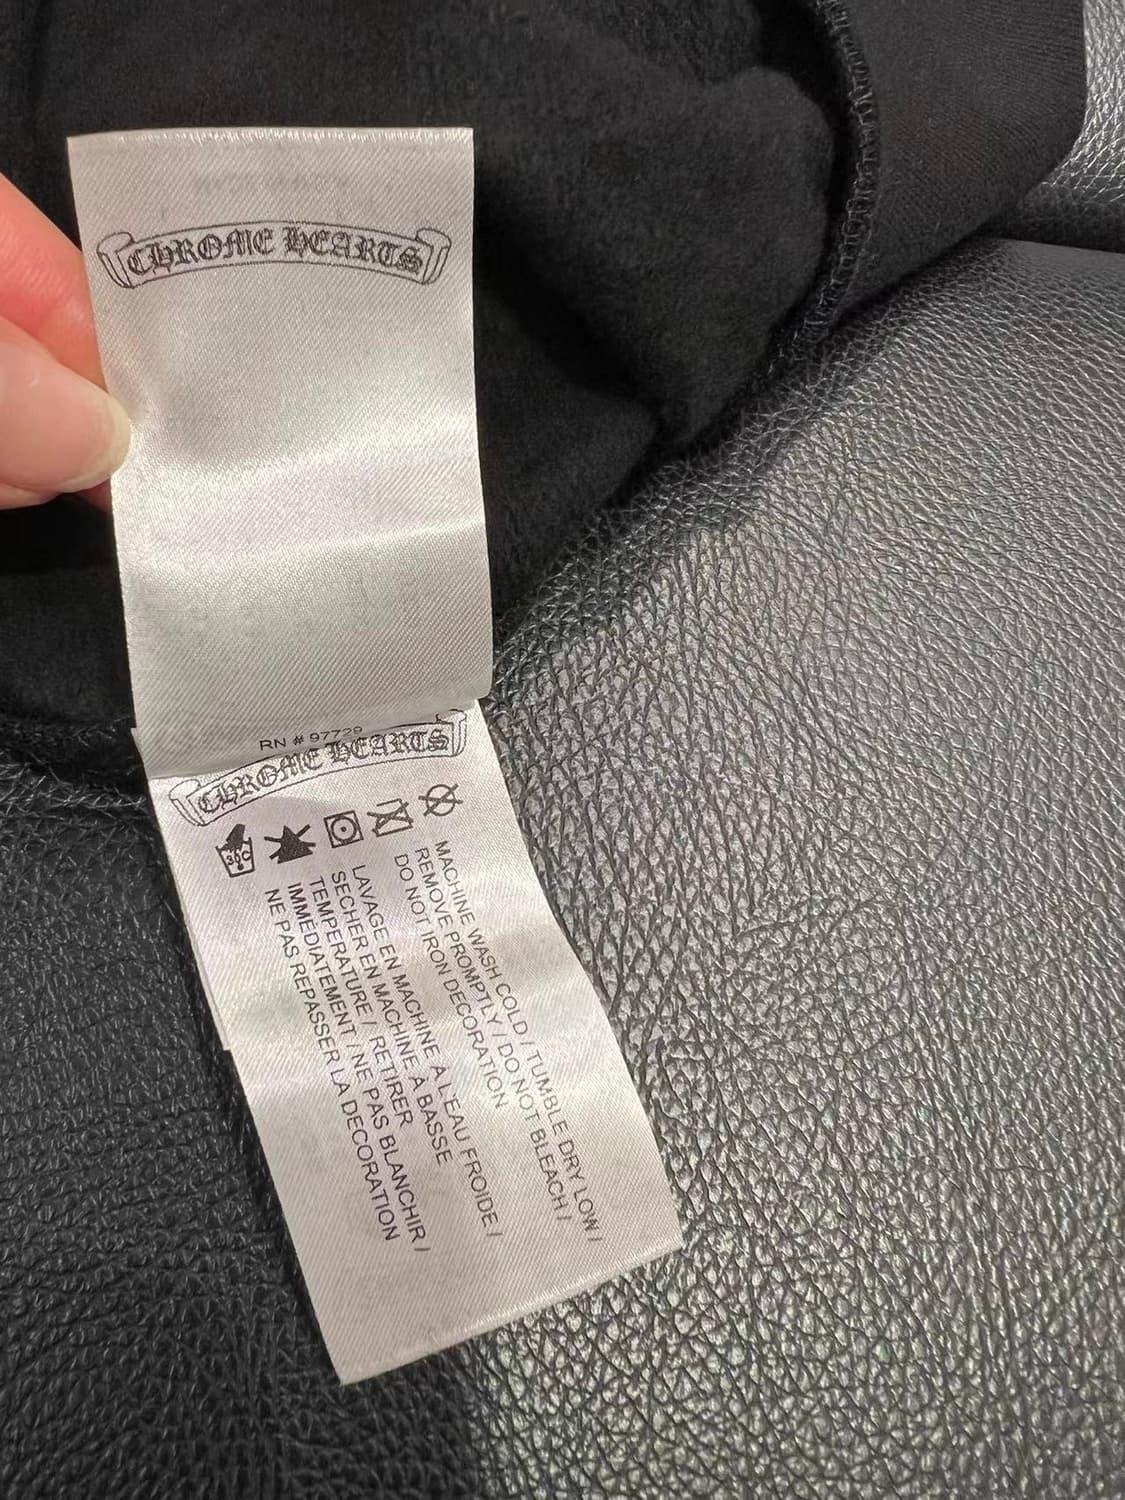 CHROME HEARTS
RN # 97729
CHROME HEARTS
30C
MACHINE WASH COLD / TUMBLE DRY LOW /
REMOVE PROMPTLY / DO NOT BLEACH /
DO NOT IRON DECORATION
LAVAGE EN MACHINE A L'EAU FROIDE /
SECHER EN MACHINE A BASSE
TEMPERATURE / RETIRER
IMMEDIATEMENT / NE PAS BLANCHIR /
NE PAS REPASSER LA DECORATION